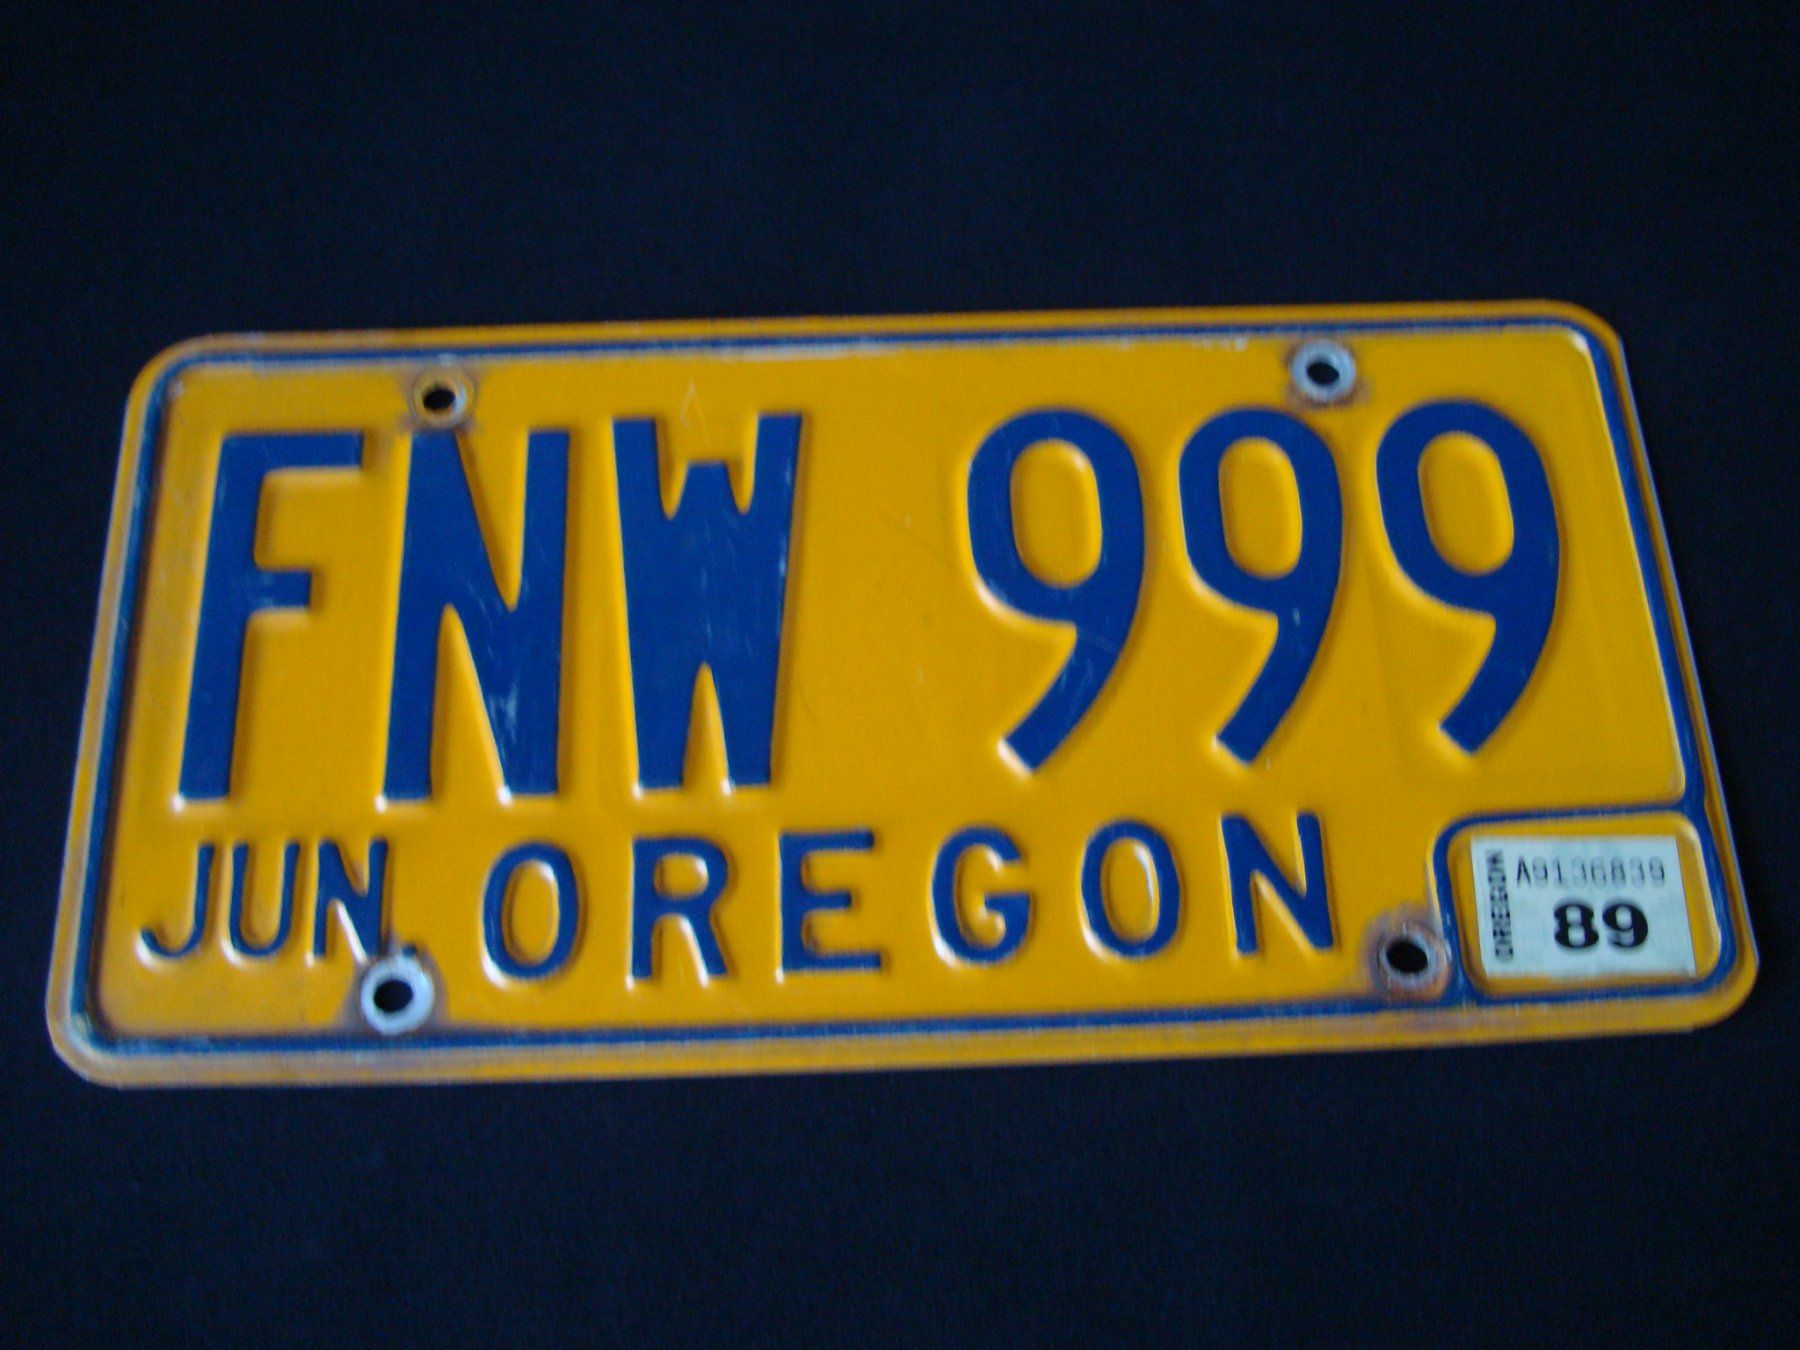 FNW 999
JUN. OREGON
OREGON
A9136839
89